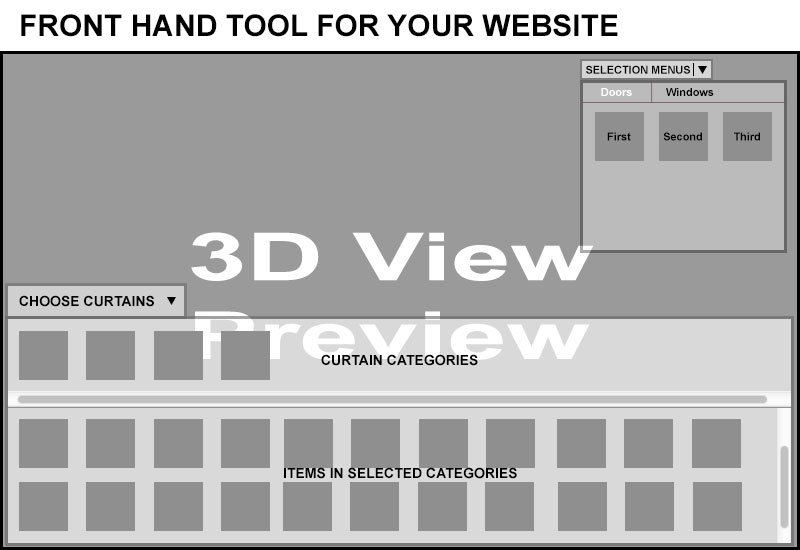 FRONT HAND TOOL FOR YOUR WEBSITE
SELECTION MENUS
Doors Windows
First Second Third
3D View
Preview
CHOOSE CURTAINS
CURTAIN CATEGORIES
ITEMS IN SELECTED CATEGORIES